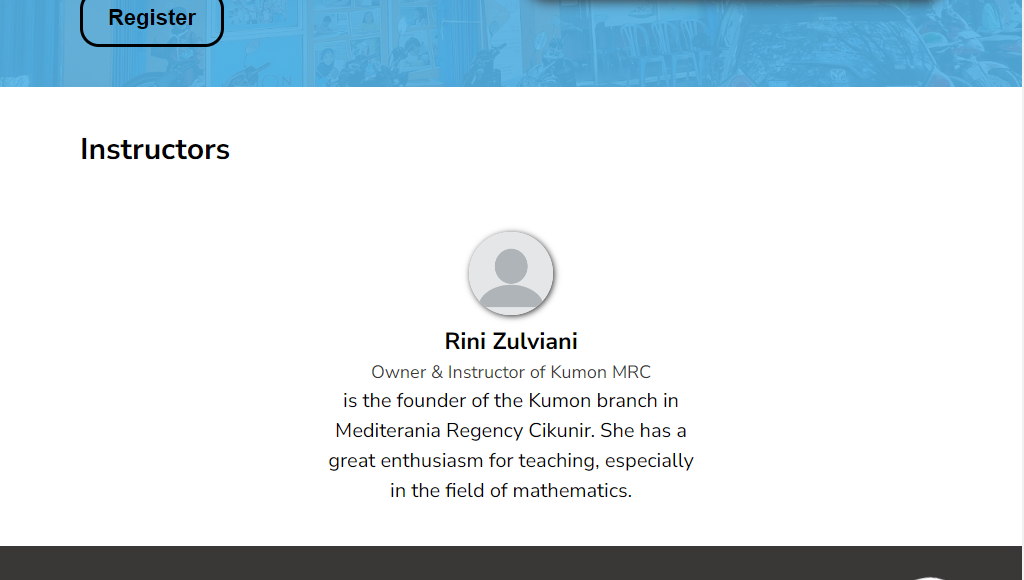 Register
Instructors
Rini Zulviani
Owner & Instructor of Kumon MRC
is the founder of the Kumon branch in
Mediterania Regency Cikunir. She has a
great enthusiasm for teaching, especially
in the field of mathematics.